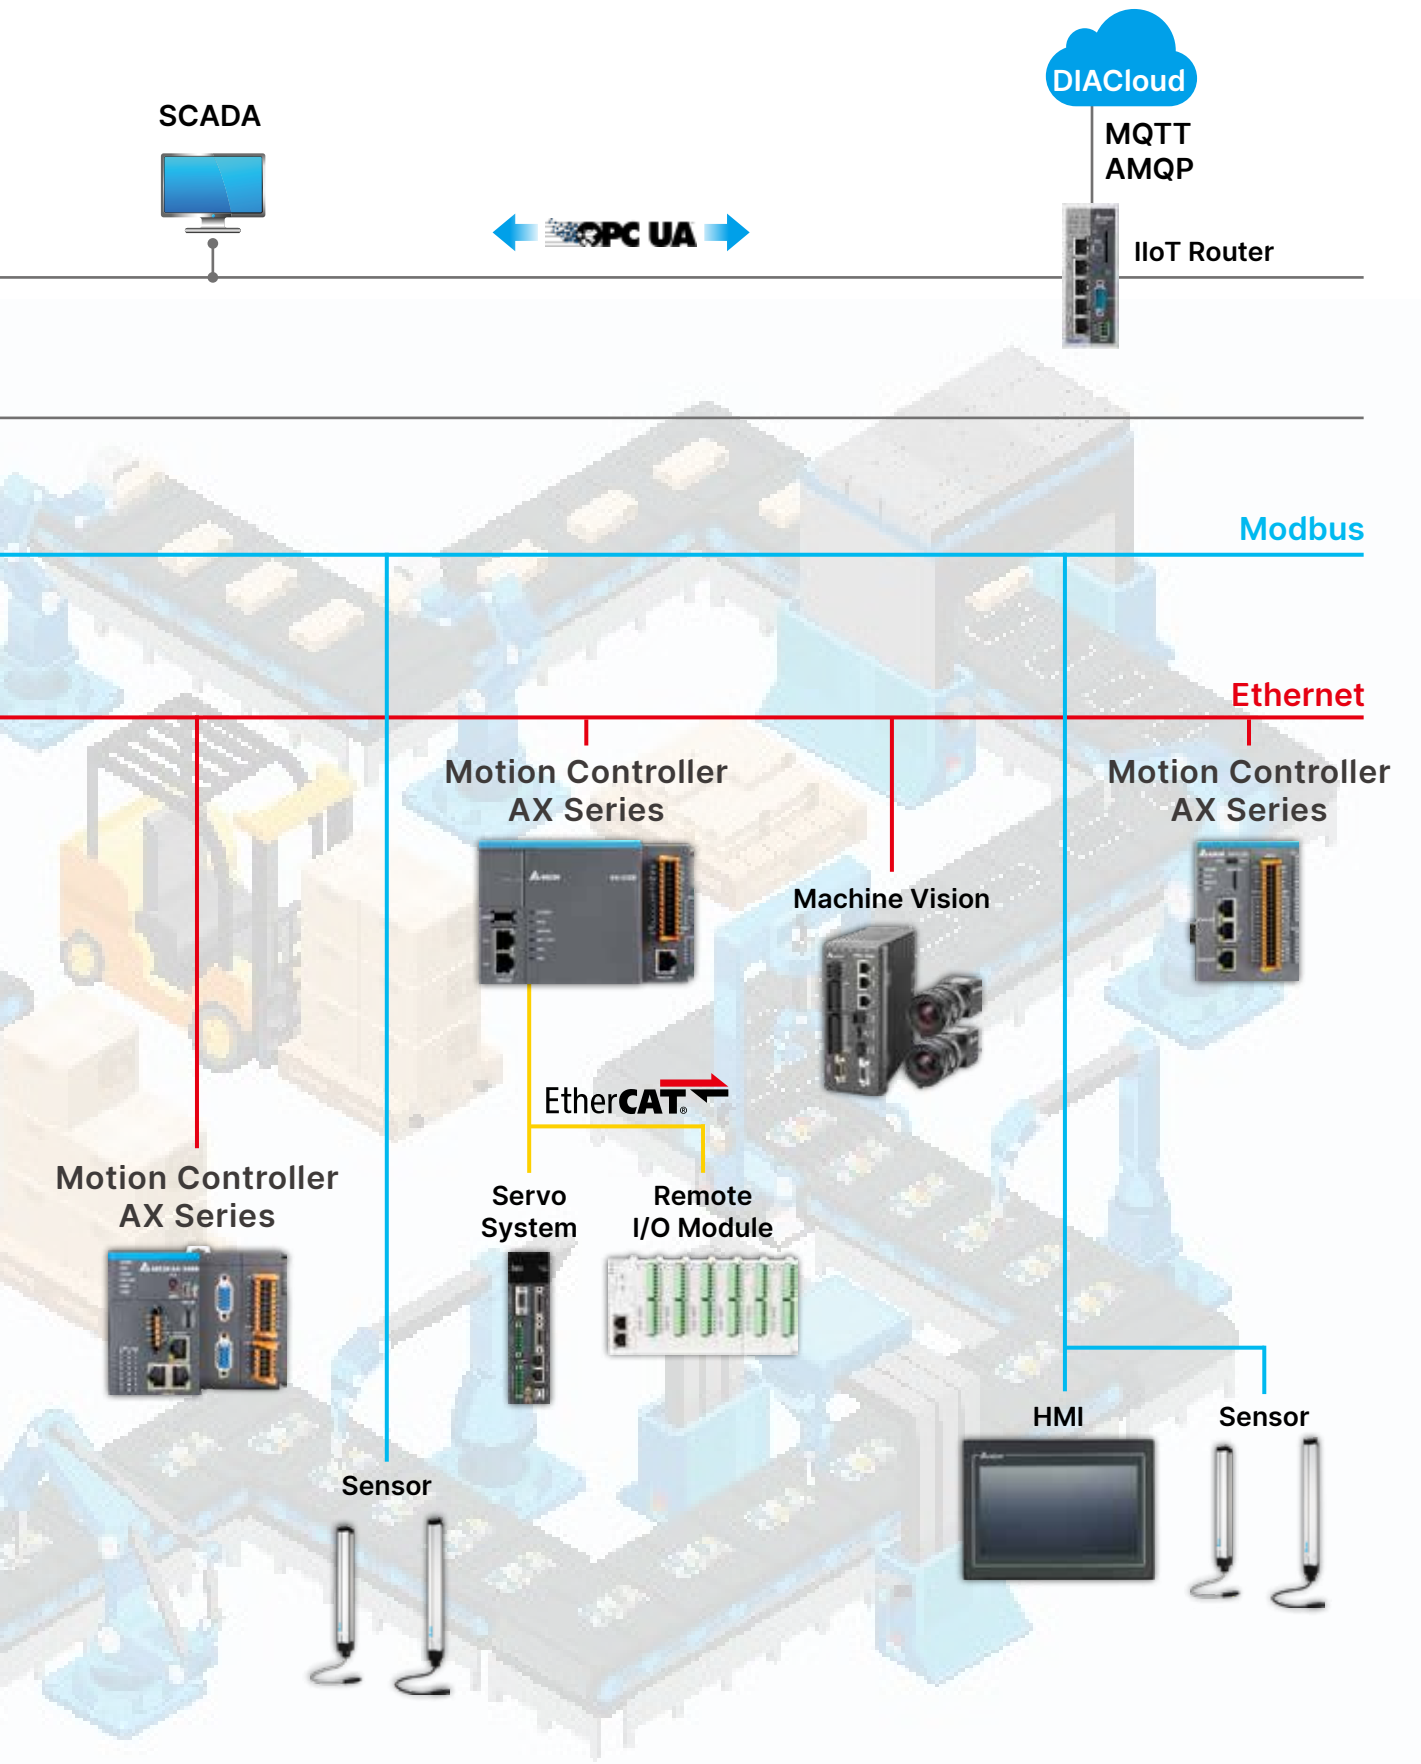 DIACloud
SCADA
MQTT
AMQP
OPC UA
IIoT Router
Modbus
Ethernet
Motion Controller
AX Series
Motion Controller
AX Series
Machine Vision
EtherCAT®
Motion Controller
AX Series
Servo
System
Remote
I/O Module
HMI
Sensor
Sensor